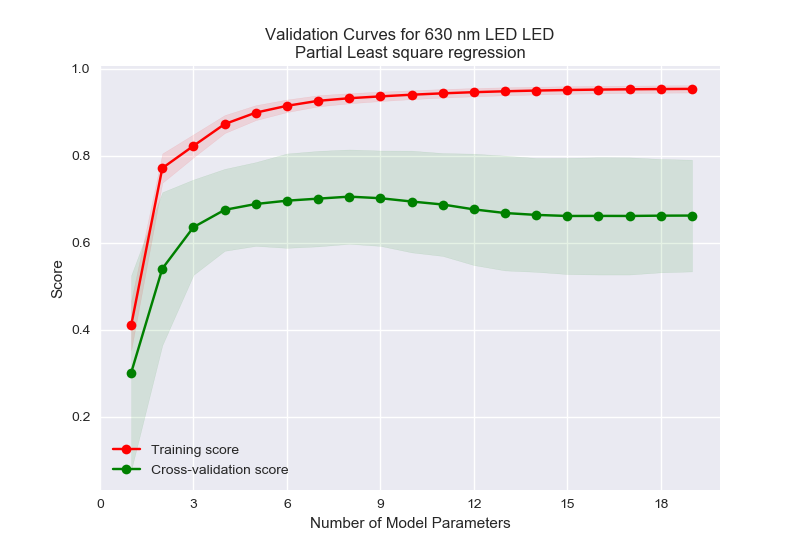 Validation Curves for 630 nm LED LED
Partial Least square regression
1.0
0.8
0.6
0.4
0.2
Score
Training score
Cross-validation score
0 3 6 9 12 15 18
Number of Model Parameters